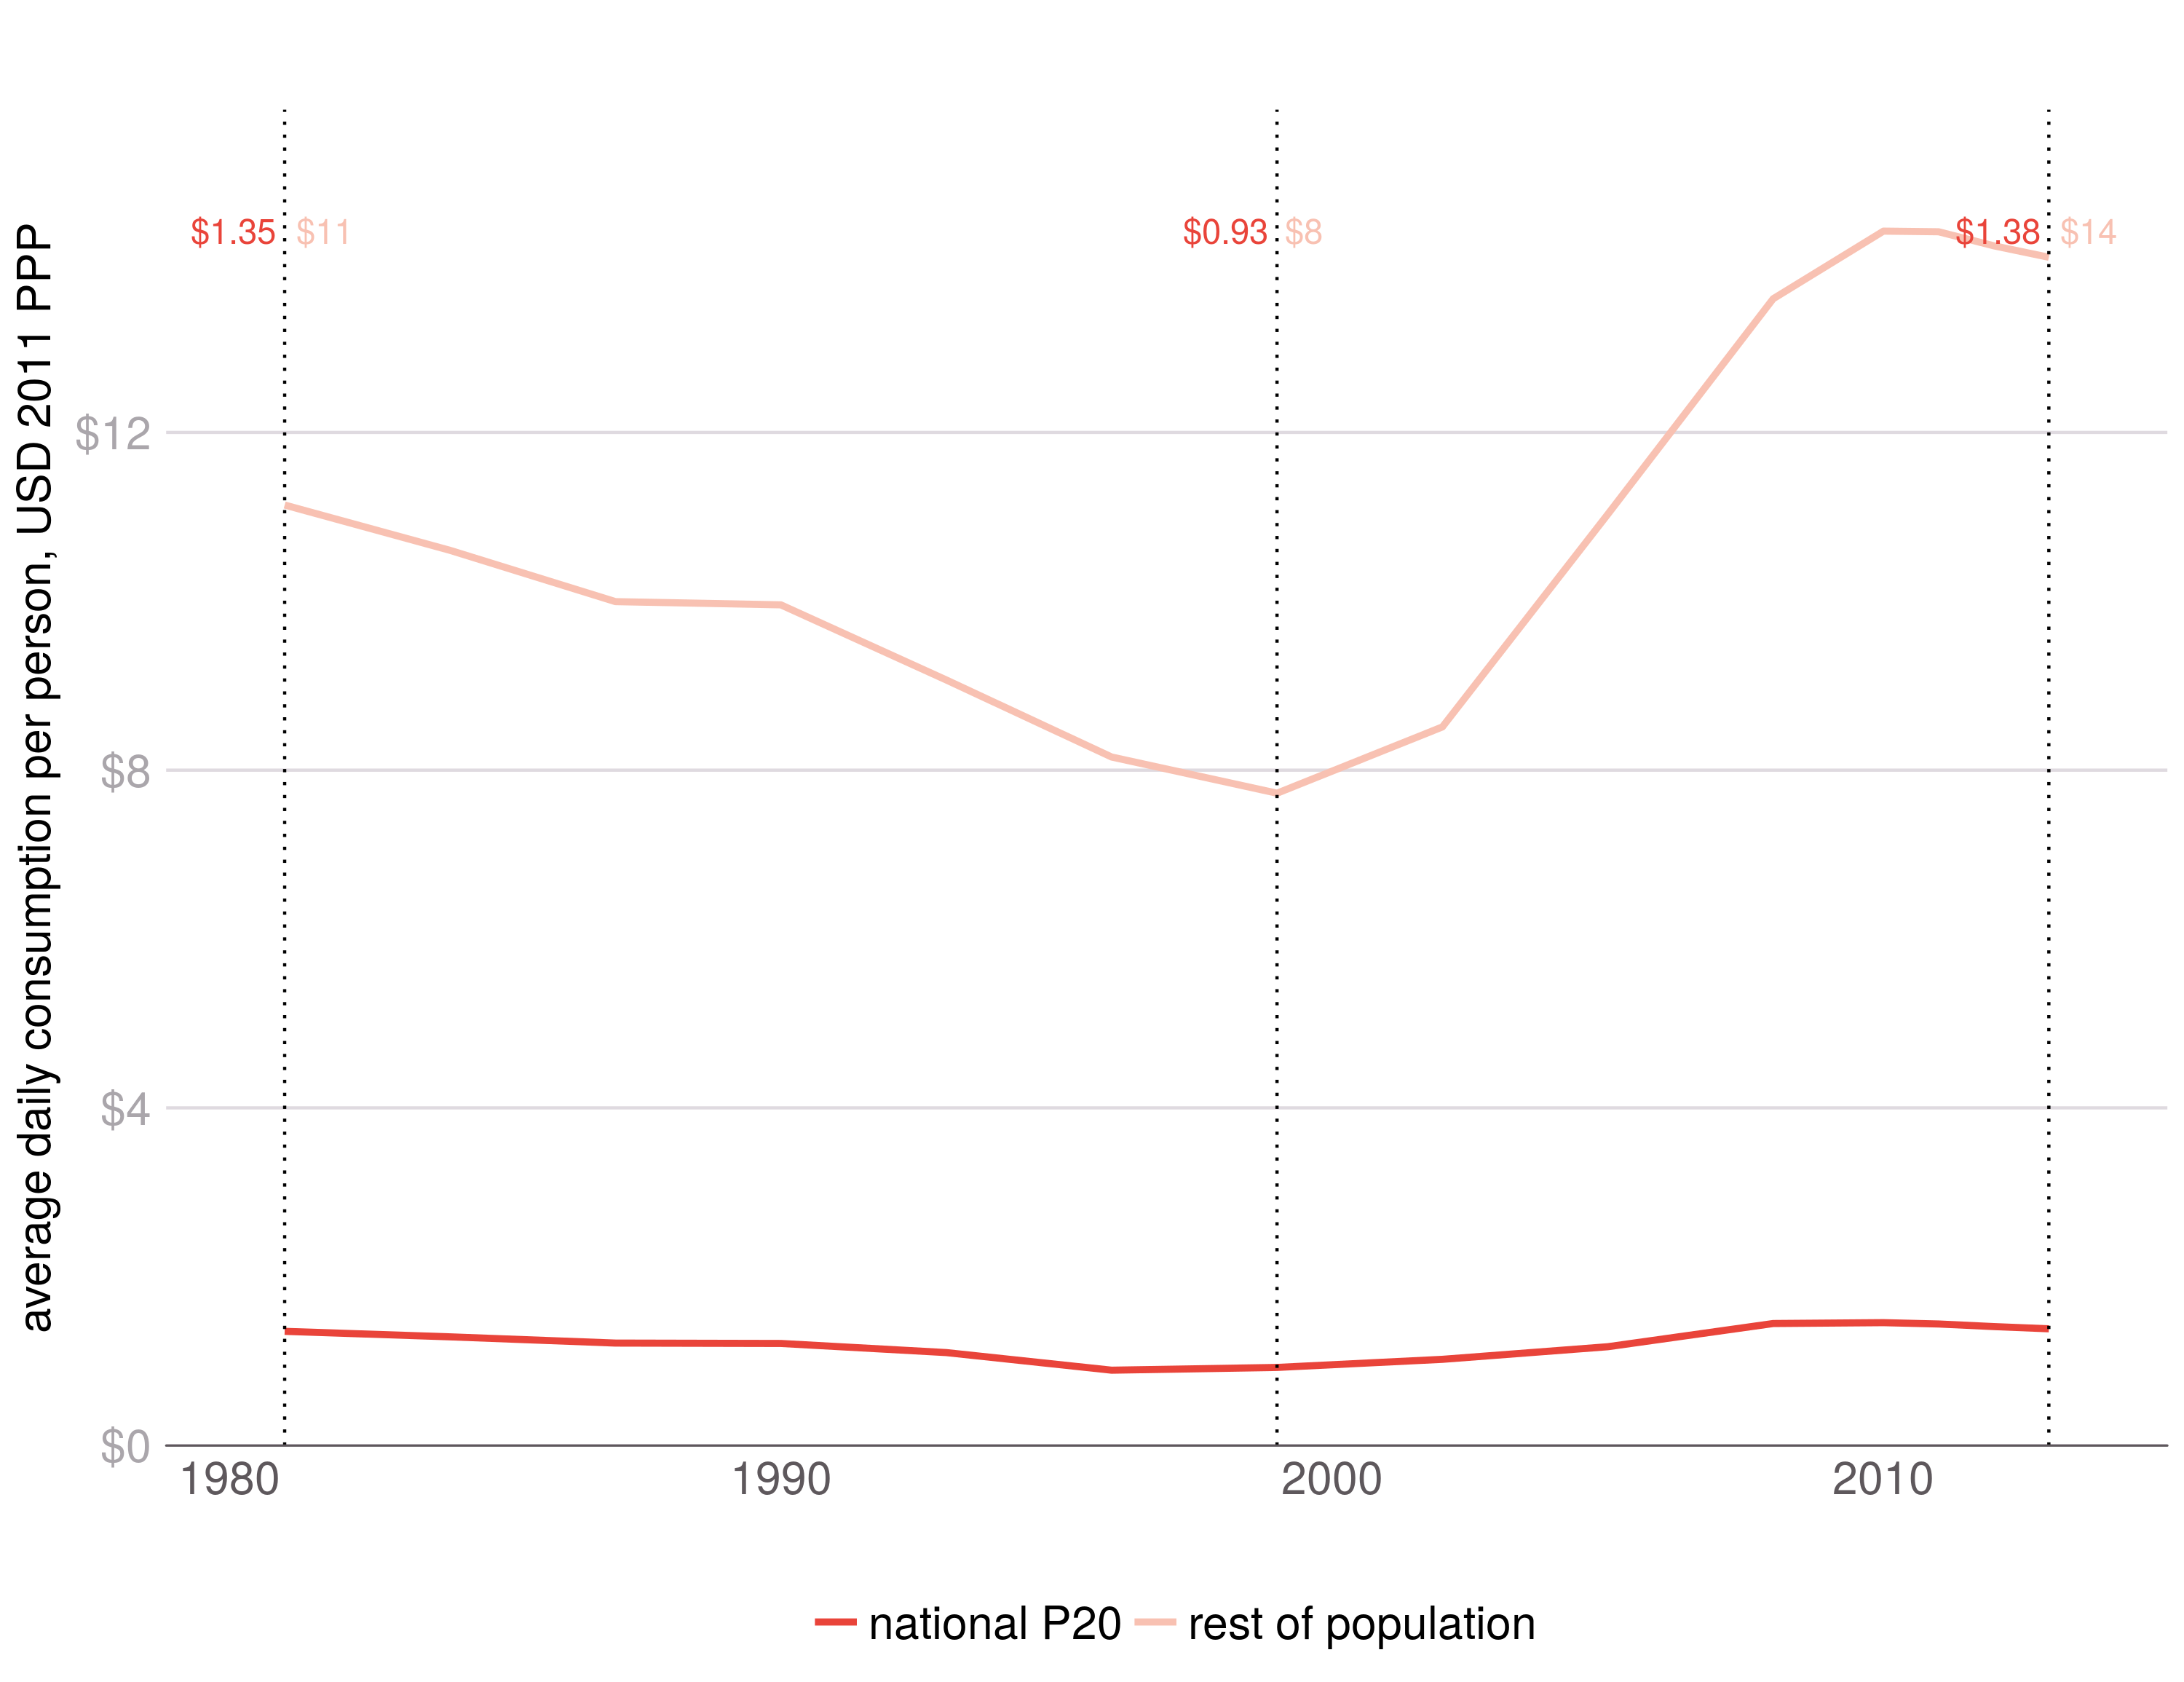 average daily consumption per person, USD 2011 PPP
$1.35 $11
$0.93 $8
$1.38 $14
$12
$8
$4
$0
1980 1990 2000 2010
national P20 rest of population